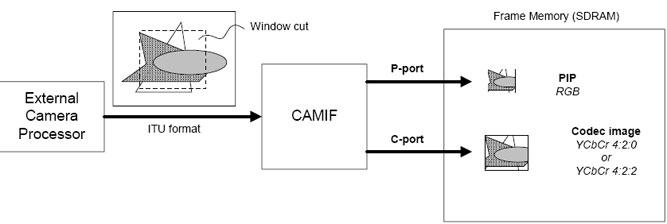 Frame Memory (SDRAM)
Window cut
External
Camera
Processor
ITU format
CAMIF
P-port
C-port
PIP
RGB
Codec image
YCbCr 4:2:0
or
YCbCr 4:2:2